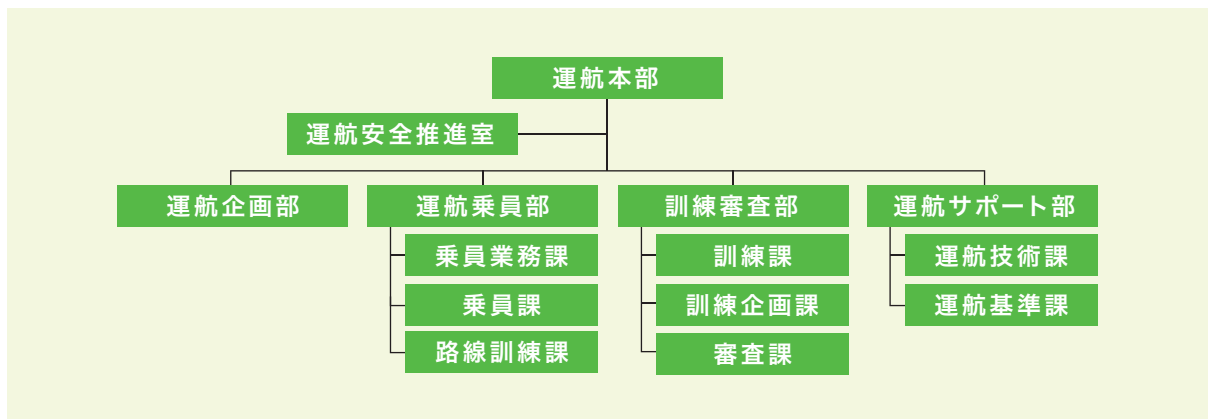 運航本部
運航安全推進室
運航企画部
運航乗員部
乗員業務課
乗員課
路線訓練課
訓練審査部
訓練課
訓練企画課
審査課
運航サポート部
運航技術課
運航基準課